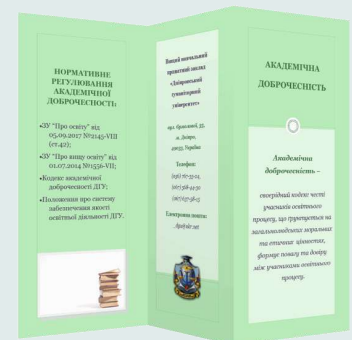 НОРМАТИВНЕ
РЕГУЛЮВАННЯ
АКАДЕМІЧНОЇ
ДОБРОЧЕСНОСТІ:
•ЗУ "Про освіту" від
05.09.2017 №2145-VIII
(ст.42);
•ЗУ "Про вищу освіту" від
01.07.2014 №1556-VII;
•Кодекс академічної
доброчесності ДГУ;
•Положення про систему
забезпечення якості
освітньої діяльності ДГУ.
Вищий навчальний
приватний заклад
«Дніпровський
гуманітарний
університет»
м. Дніпро,
Україна
Телефон:
Електронна пошта:
АКАДЕМІЧНА
ДОБРОЧЕСНІСТЬ
Академічна
доброчесність –
своєрідний кодекс честі
учасників освітнього
процесу, що ґрунтується на
загальнолюдських моральних
та етичних цінностях,
формує повагу та довіру
між учасниками освітнього
процесу.